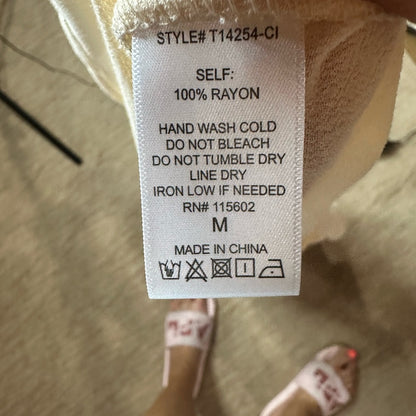 STYLE# T14254-CI
SELF:
100% RAYON
HAND WASH COLD
DO NOT BLEACH
DO NOT TUMBLE DRY
LINE DRY
IRON LOW IF NEEDED
RN# 115602
M
MADE IN CHINA